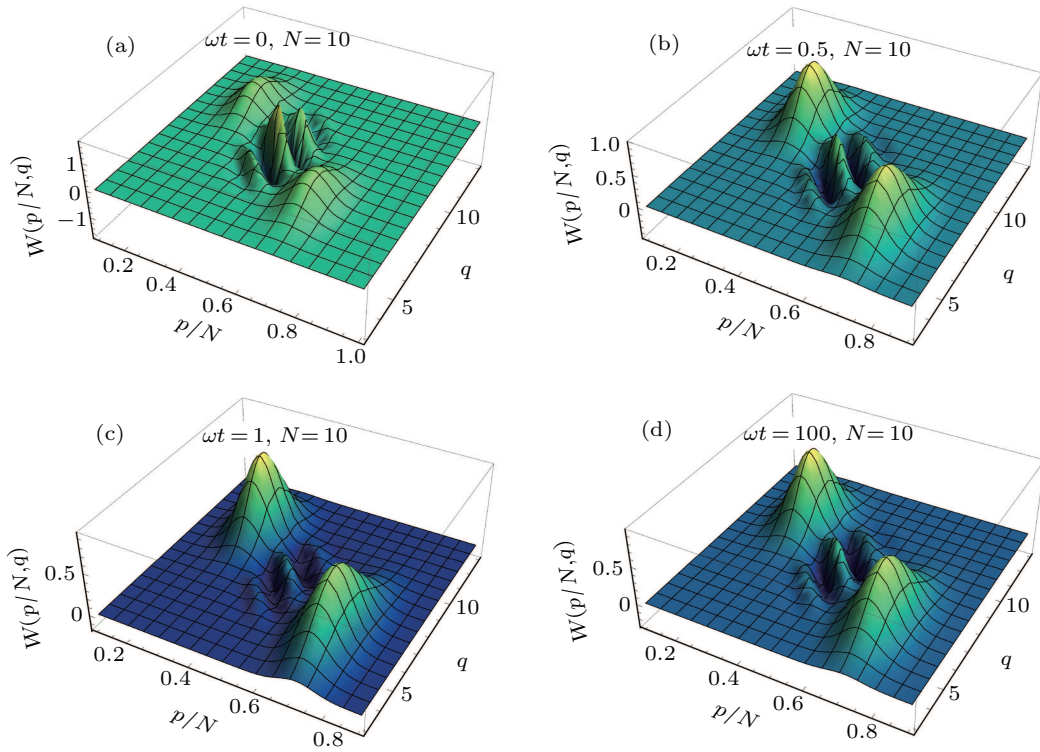 (a)
ωt = 0, N = 10
W(p/N,q)
1
0
−1
0.2
0.4
0.6
0.8
1.0
p/N
5
10
q
(b)
ωt = 0.5, N = 10
W(p/N,q)
1.0
0.5
0
0.2
0.4
0.6
0.8
p/N
5
10
q
(c)
ωt = 1, N = 10
W(p/N,q)
0.5
0
0.2
0.4
0.6
0.8
p/N
5
10
q
(d)
ωt = 100, N = 10
W(p/N,q)
0.5
0
0.2
0.4
0.6
0.8
p/N
5
10
q